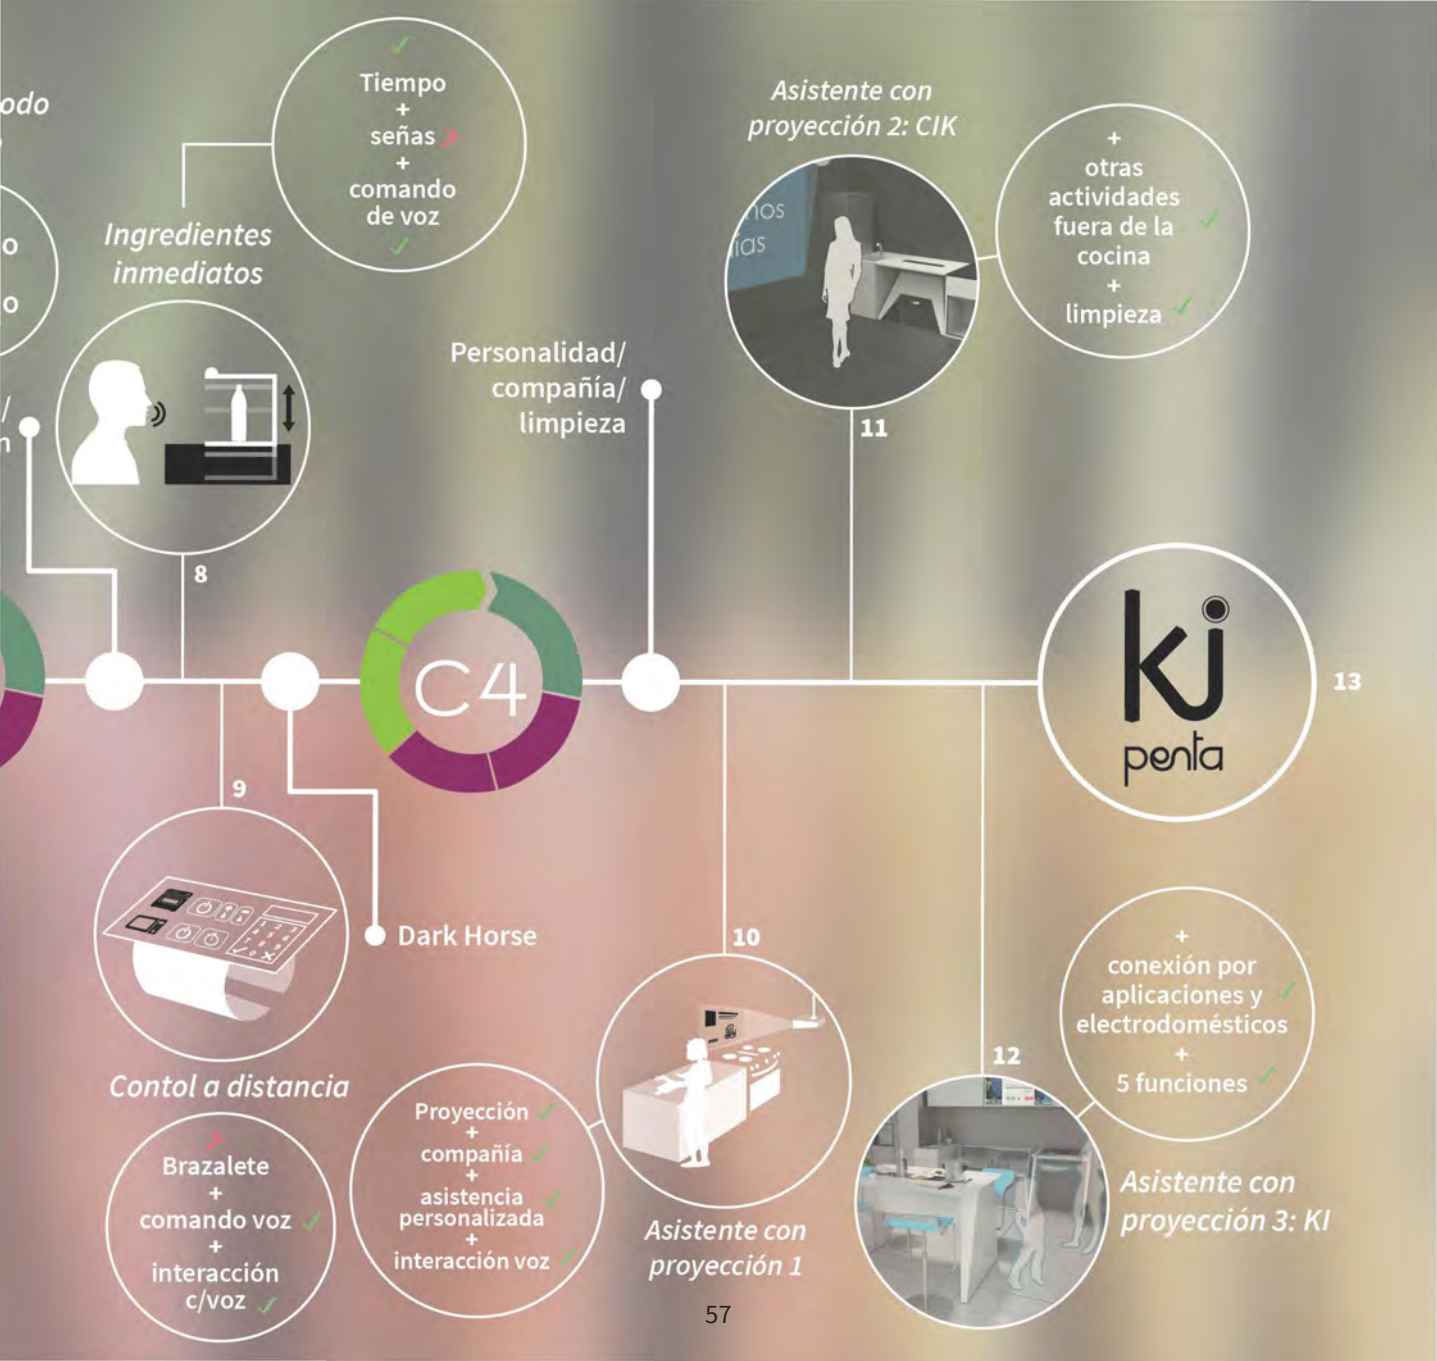 odo
o
o
/
n
Tiempo
+
señas
+
comando
de voz
Ingredientes
inmediatos
8
Personalidad/
compañía/
limpieza
Asistente con
proyección 2: CIK
nos
ías
+
otras
actividades
fuera de la
cocina
+
limpieza
11
C4
ki
penta
13
9
Contol a distancia
Brazalete
+
comando voz
+
interacción
c/voz
Dark Horse
10
Proyección
+
compañía
+
asistencia
personalizada
+
interacción voz
Asistente con
proyección 1
12
+
conexión por
aplicaciones y
electrodomésticos
+
5 funciones
Asistente con
proyección 3: KI
57